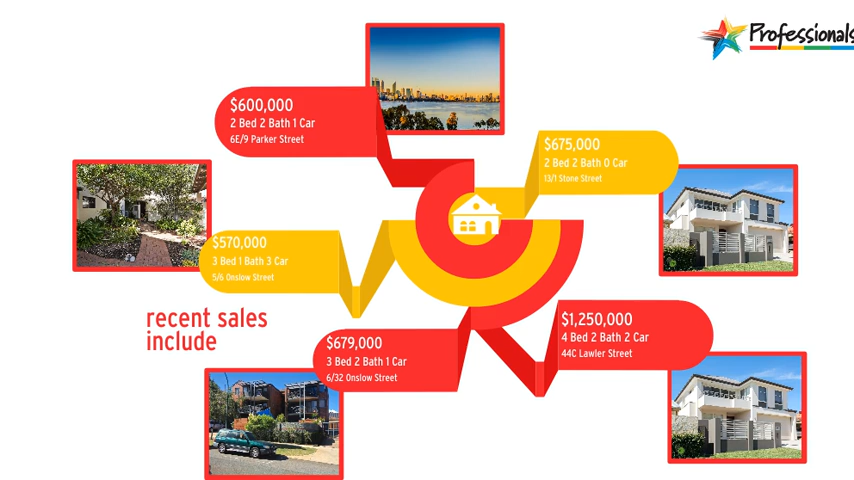 Professionals
$600,000
2 Bed 2 Bath 1 Car
6E/9 Parker Street
$675,000
2 Bed 2 Bath 0 Car
13/1 Stone Street
$570,000
3 Bed 1 Bath 3 Car
5/6 Onslow Street
recent sales
include
$679,000
3 Bed 2 Bath 1 Car
6/32 Onslow Street
$1,250,000
4 Bed 2 Bath 2 Car
44C Lawler Street